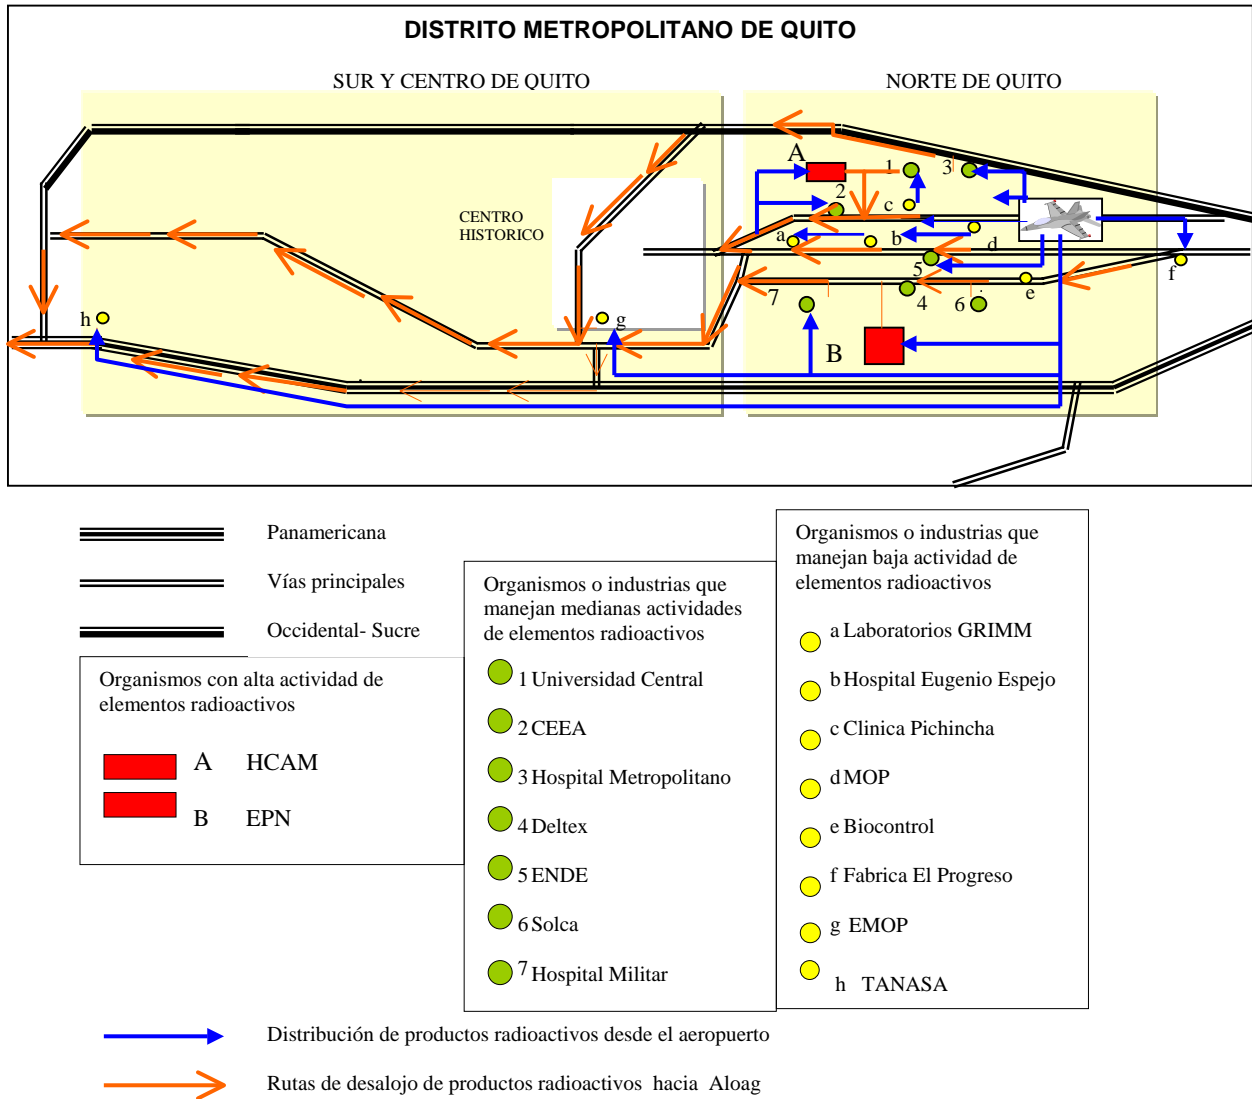 DISTRITO METROPOLITANO DE QUITO
SUR Y CENTRO DE QUITO
NORTE DE QUITO
A
1
3
2
c
CENTRO
HISTORICO
a
b
d
5
f
e
7
4
6
h
g
B
Panamericana
Vías principales
Occidental- Sucre
Organismos con alta actividad de
elementos radioactivos
A HCAM
B EPN
Organismos o industrias que
manejan medianas actividades
de elementos radioactivos
1 Universidad Central
2 CEEA
3 Hospital Metropolitano
4 Deltex
5 ENDE
6 Solca
7 Hospital Militar
Organismos o industrias que
manejan baja actividad de
elementos radioactivos
a Laboratorios GRIMM
b Hospital Eugenio Espejo
c Clinica Pichincha
d MOP
e Biocontrol
f Fabrica El Progreso
g EMOP
h TANASA
Distribución de productos radioactivos desde el aeropuerto
Rutas de desalojo de productos radioactivos hacia Aloag